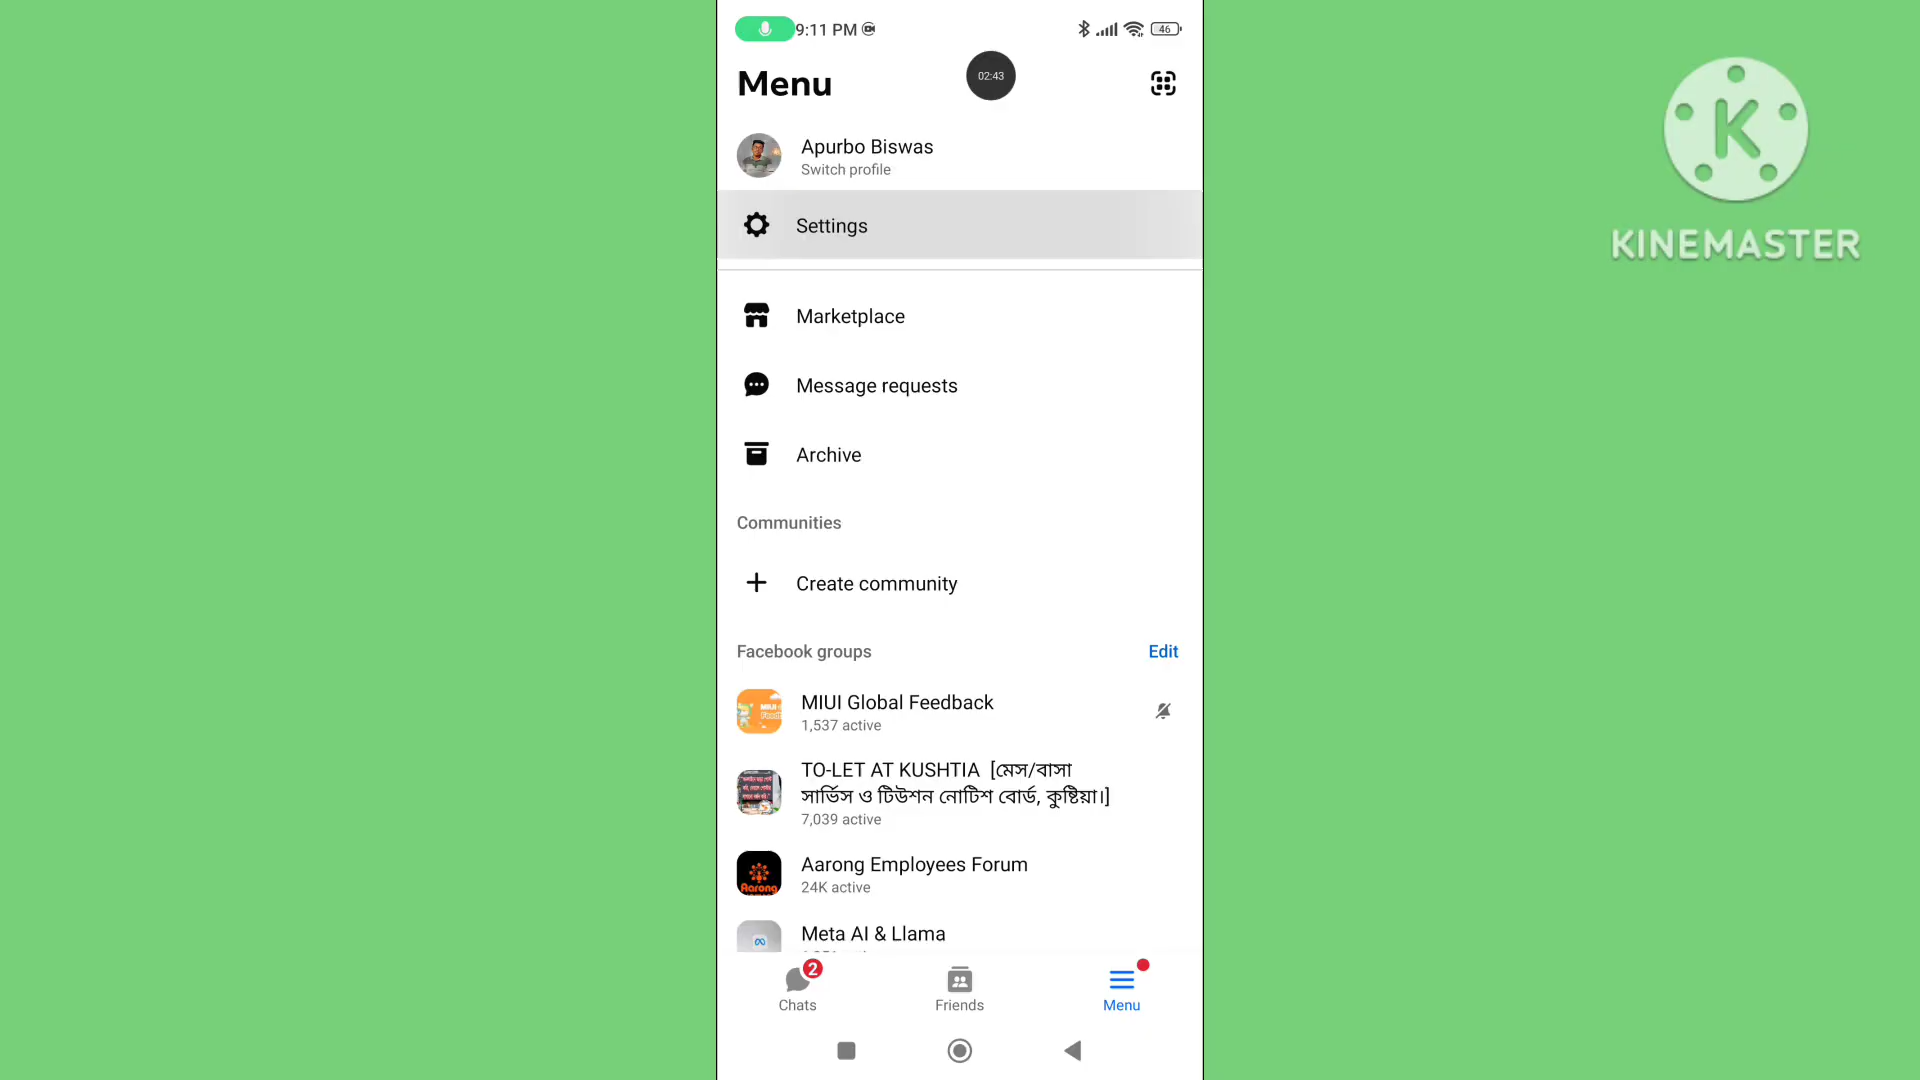 9:11 PM
46
Menu
02:43
K
KINEMASTER
Apurbo Biswas
Switch profile
Settings
Marketplace
Message requests
Archive
Communities
Create community
Facebook groups
Edit
MIUI Global Feedback
1,537 active
TO-LET AT KUSHTIA [মেস/বাসা
সার্ভিস ও টিউশন নোটিশ বোর্ড, কুষ্টিয়া।]
7,039 active
Aarong
Aarong Employees Forum
24K active
Meta AI & Llama
2
Chats
Friends
Menu